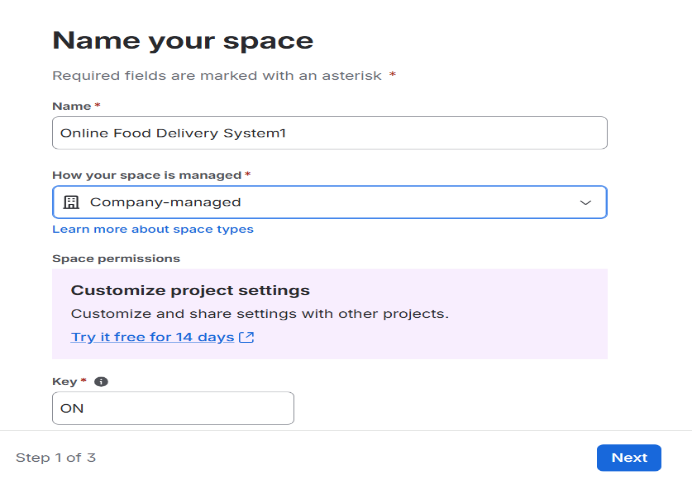 Name your space
Required fields are marked with an asterisk *
Name *
Online Food Delivery System1
How your space is managed *
Company-managed
Learn more about space types
Space permissions
Customize project settings
Customize and share settings with other projects.
Try it free for 14 days
Key *
ON
Step 1 of 3
Next